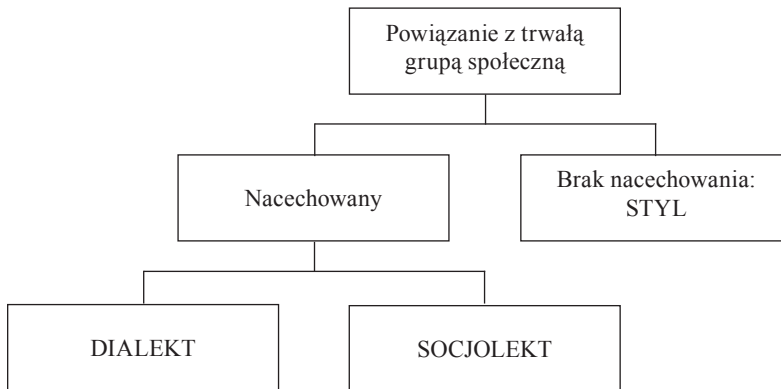 Powiązanie z trwałą
grupą społeczną
Nacechowany
Brak nacechowania:
STYL
DIALEKT
SOCJOLEKT